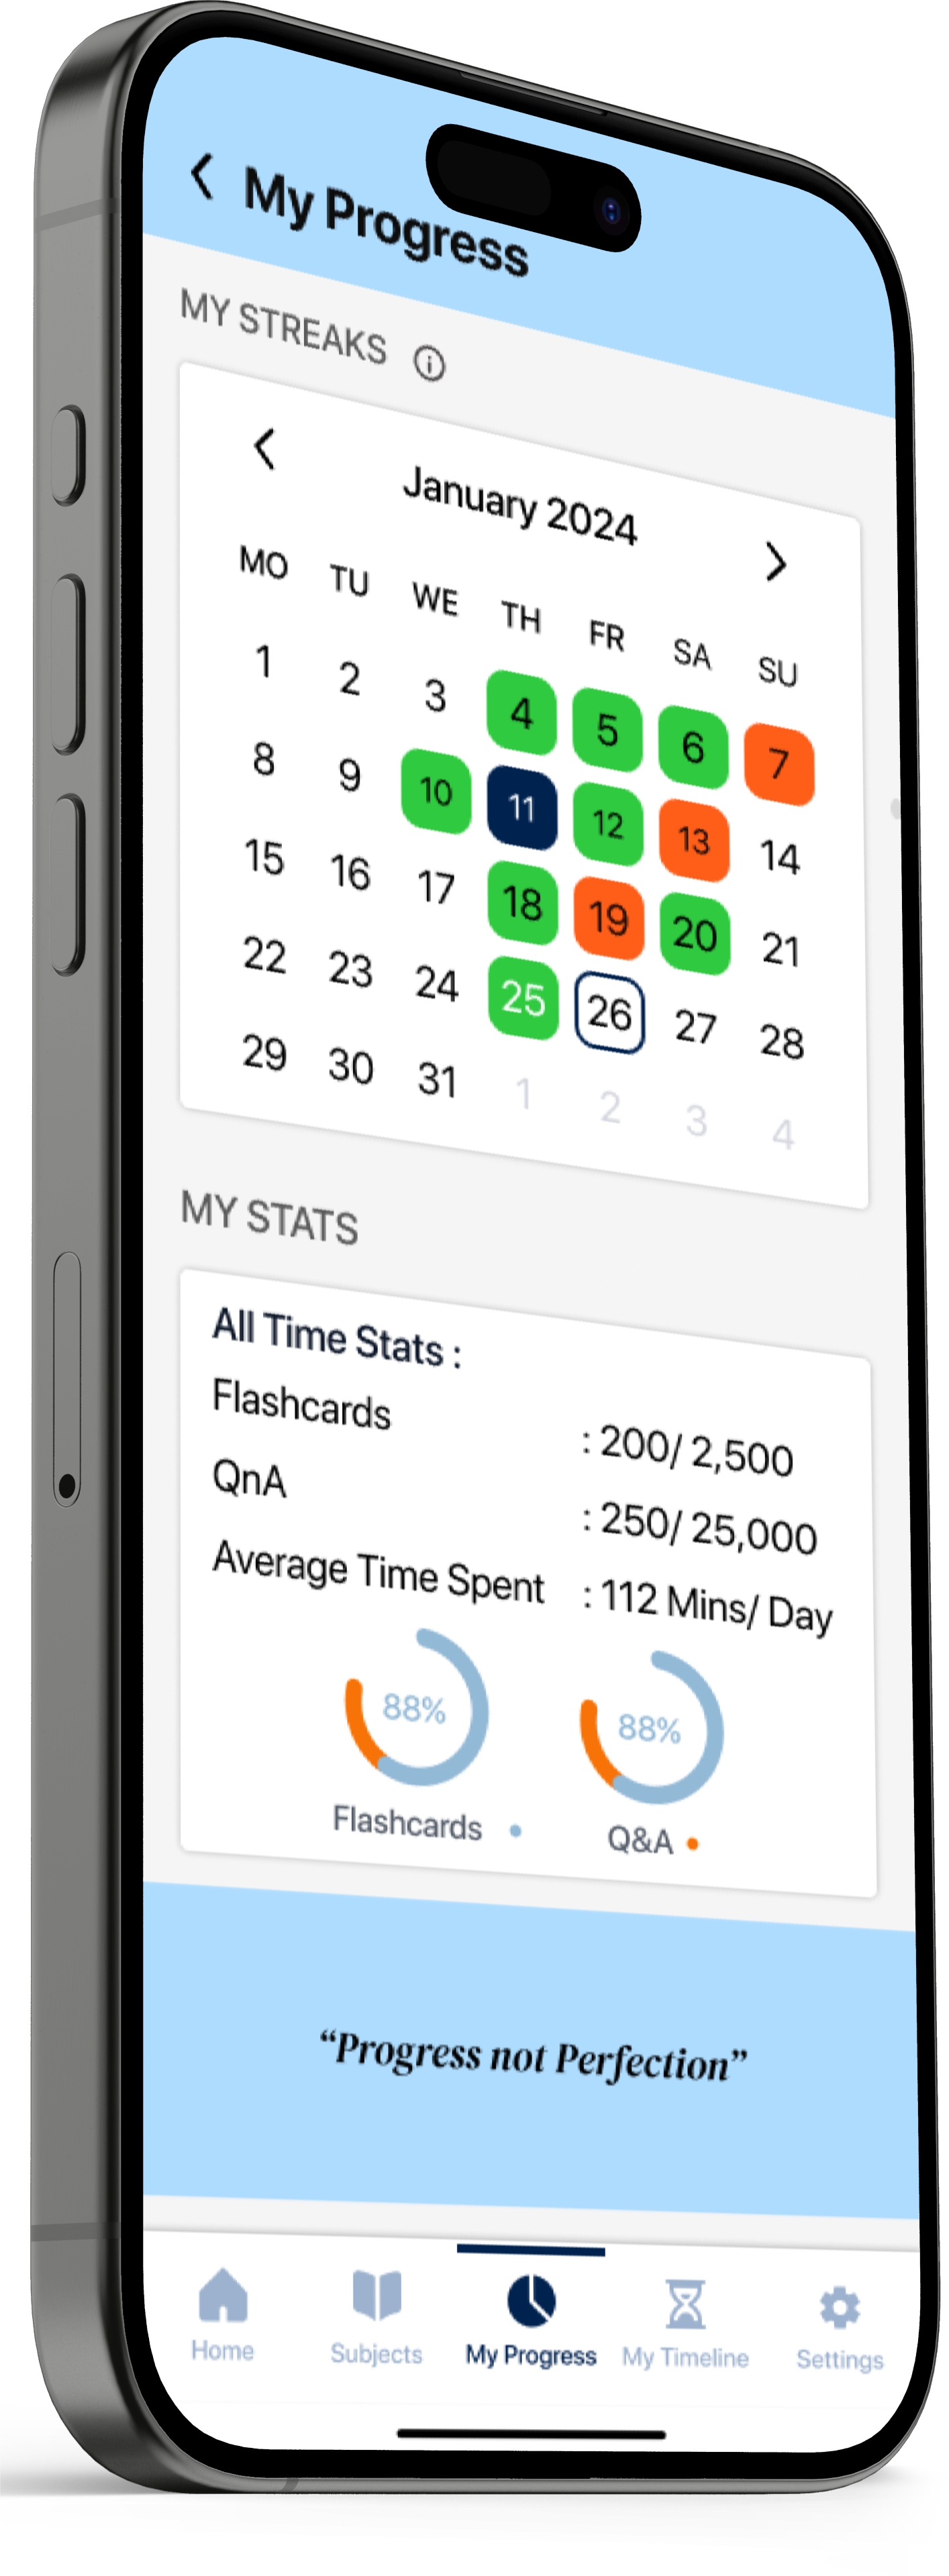 My Progress
MY STREAKS
January 2024
MO TU WE TH FR SA SU
1 2 3 4 5 6 7
8 9 10 11 12 13 14
15 16 17 18 19 20 21
22 23 24 25 26 27 28
29 30 31 1 2 3 4
MY STATS
All Time Stats :
Flashcards : 200/ 2,500
QnA : 250/ 25,000
Average Time Spent : 112 Mins/ Day
88% 88%
Flashcards Q&A
“Progress not Perfection”
Home Subjects My Progress My Timeline Settings